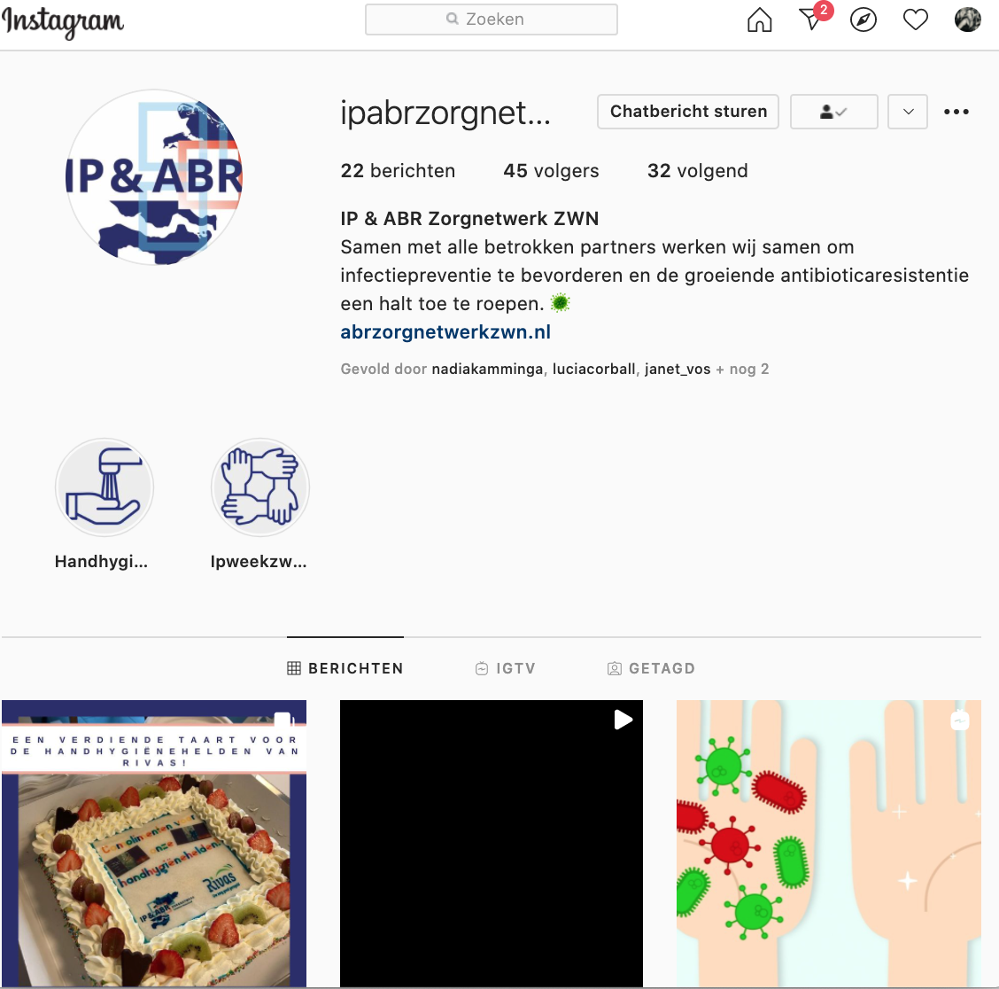 Instagram
Zoeken
2
IP & ABR
ipabrzorgnet...
Chatbericht sturen
22 berichten 45 volgers 32 volgend
IP & ABR Zorgnetwerk ZWN
Samen met alle betrokken partners werken wij samen om
infectiepreventie te bevorderen en de groeiende antibioticaresistentie
een halt toe te roepen.
abrzorgnetwerkzwn.nl
Gevold door nadiakamminga, luciacorball, janet_vos + nog 2
Handhygi...
Ipweekzw...
BERICHTEN
IGTV
GETAGD
EEN VERDIENDE TAART VOOR
DE HANDHYGIËNEHELDEN VAN
RIVAS!
onze
handhygiënehelden
Rivas
IP & ABR